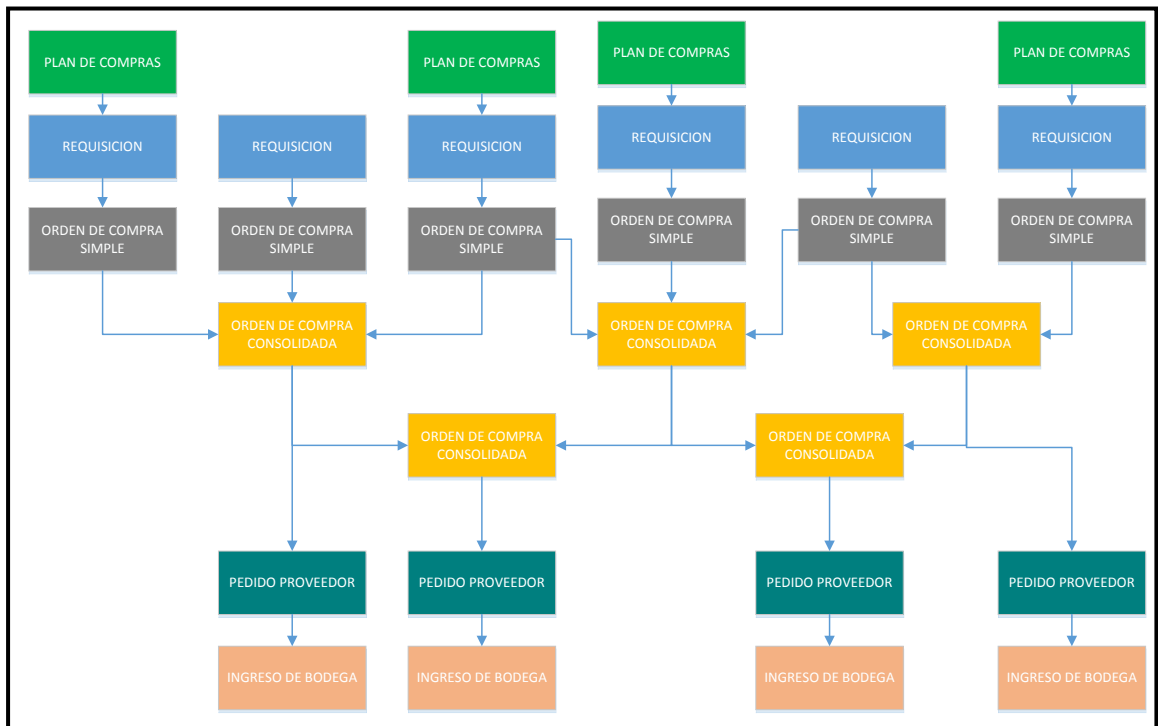 PLAN DE COMPRAS
PLAN DE COMPRAS
PLAN DE COMPRAS
PLAN DE COMPRAS
REQUISICION
REQUISICION
REQUISICION
REQUISICION
REQUISICION
REQUISICION
ORDEN DE COMPRA
SIMPLE
ORDEN DE COMPRA
SIMPLE
ORDEN DE COMPRA
SIMPLE
ORDEN DE COMPRA
SIMPLE
ORDEN DE COMPRA
SIMPLE
ORDEN DE COMPRA
SIMPLE
ORDEN DE COMPRA
CONSOLIDADA
ORDEN DE COMPRA
CONSOLIDADA
ORDEN DE COMPRA
CONSOLIDADA
ORDEN DE COMPRA
CONSOLIDADA
ORDEN DE COMPRA
CONSOLIDADA
PEDIDO PROVEEDOR
PEDIDO PROVEEDOR
PEDIDO PROVEEDOR
PEDIDO PROVEEDOR
INGRESO DE BODEGA
INGRESO DE BODEGA
INGRESO DE BODEGA
INGRESO DE BODEGA